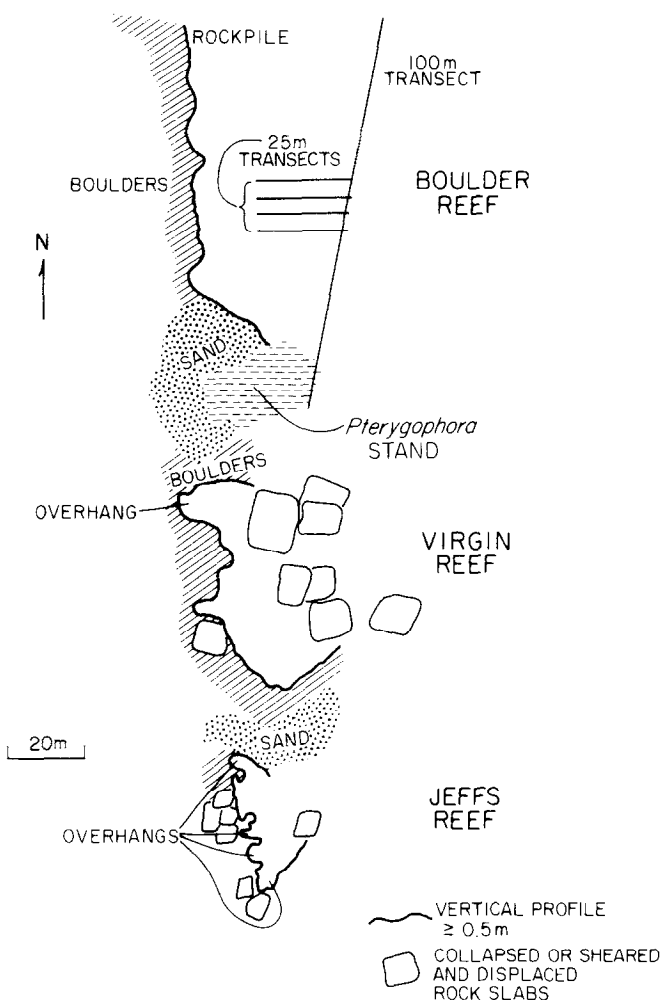 ROCKPILE
100m
TRANSECT
25m
TRANSECTS
BOULDERS
BOULDER
REEF
N
SAND
Pterygophora
STAND
BOULDERS
OVERHANG
VIRGIN
REEF
20m
SAND
JEFFS
REEF
OVERHANGS
VERTICAL PROFILE
≥ 0.5m
COLLAPSED OR SHEARED
AND DISPLACED
ROCK SLABS